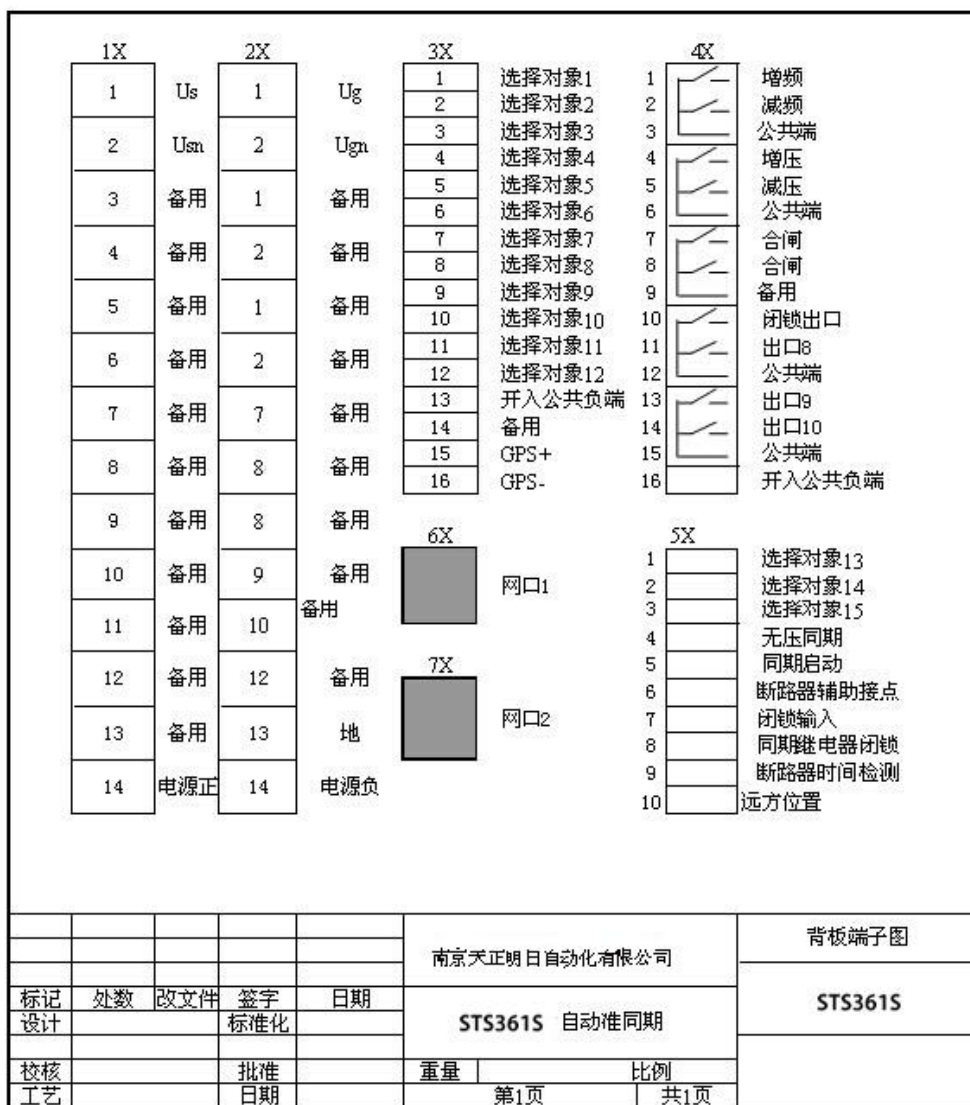 1X 2X 3X 4X
1 Us 1 Ug
2 Usn 2 Ugn
3 备用 1 备用
4 备用 2 备用
5 备用 1 备用
6 备用 2 备用
7 备用 7 备用
8 备用 8 备用
9 备用 8 备用
10 备用 9 备用
11 备用 10 备用
12 备用 12 备用
13 备用 13 地
14 电源正 14 电源负
1 选择对象1
2 选择对象2
3 选择对象3
4 选择对象4
5 选择对象5
6 选择对象6
7 选择对象7
8 选择对象8
9 选择对象9
10 选择对象10
11 选择对象11
12 选择对象12
13 开入公共负端
14 备用
15 GPS+
16 GPS-
1 增频
2 减频
3 公共端
4 增压
5 减压
6 公共端
7 合闸
8 合闸
9 备用
10 闭锁出口
11 出口8
12 公共端
13 出口9
14 出口10
15 公共端
16 开入公共负端
6X
网口1
7X
网口2
5X
1 选择对象13
2 选择对象14
3 选择对象15
4 无压同期
5 同期启动
6 断路器辅助接点
7 闭锁输入
8 同期继电器闭锁
9 断路器时间检测
10 远方位置
南京天正明日自动化有限公司
背板端子图
标记 处数 改文件 签字 日期
设计 标准化
STS361S 自动准同期
STS361S
校核 批准 重量 比例
工艺 日期 第1页 共1页